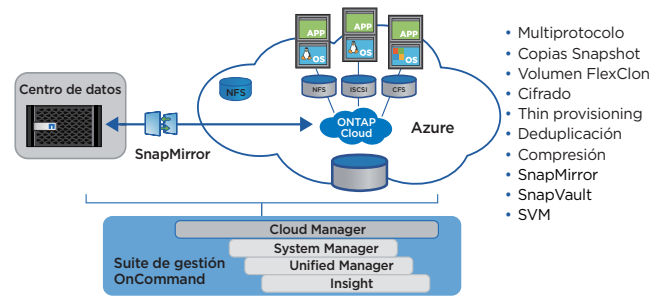 APP
OS
APP
OS
APP
OS
Centro de datos
SnapMirror
NFS
NFS
iSCSI
CFS
ONTAP
Cloud
Azure
• Multiprotocolo
• Copias Snapshot
• Volumen FlexClon
• Cifrado
• Thin provisioning
• Deduplicación
• Compresión
• SnapMirror
• SnapVault
• SVM
Suite de gestión
OnCommand
Cloud Manager
System Manager
Unified Manager
Insight